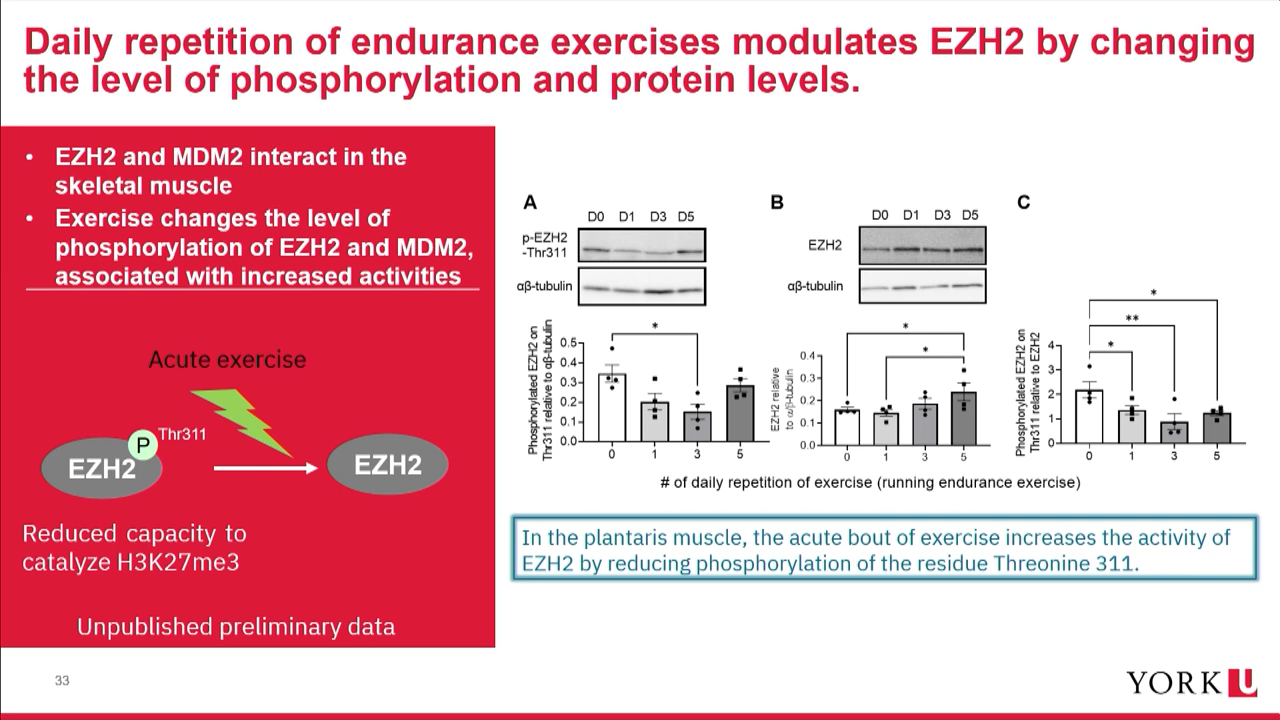 Daily repetition of endurance exercises modulates EZH2 by changing
the level of phosphorylation and protein levels.
• EZH2 and MDM2 interact in the
skeletal muscle
• Exercise changes the level of
phosphorylation of EZH2 and MDM2,
associated with increased activities
Acute exercise
P
Thr311
EZH2
EZH2
Reduced capacity to
catalyze H3K27me3
Unpublished preliminary data
A
D0 D1 D3 D5
p-EZH2
-Thr311
αβ-tubulin
Phosphorylated EZH2 on
Thr311 relative to αβ-tubulin
0.5
0.4
0.3
0.2
0.1
0.0
*
0 1 3 5
B
D0 D1 D3 D5
EZH2
αβ-tubulin
EZH2 relative
to α/β-tubulin
0.4
0.3
0.2
0.1
0.0
*
*
0 1 3 5
C
Phosphorylated EZH2 on
Thr311 relative to EZH2
4
3
2
1
0
*
**
*
0 1 3 5
# of daily repetition of exercise (running endurance exercise)
In the plantaris muscle, the acute bout of exercise increases the activity of
EZH2 by reducing phosphorylation of the residue Threonine 311.
33
YORK U